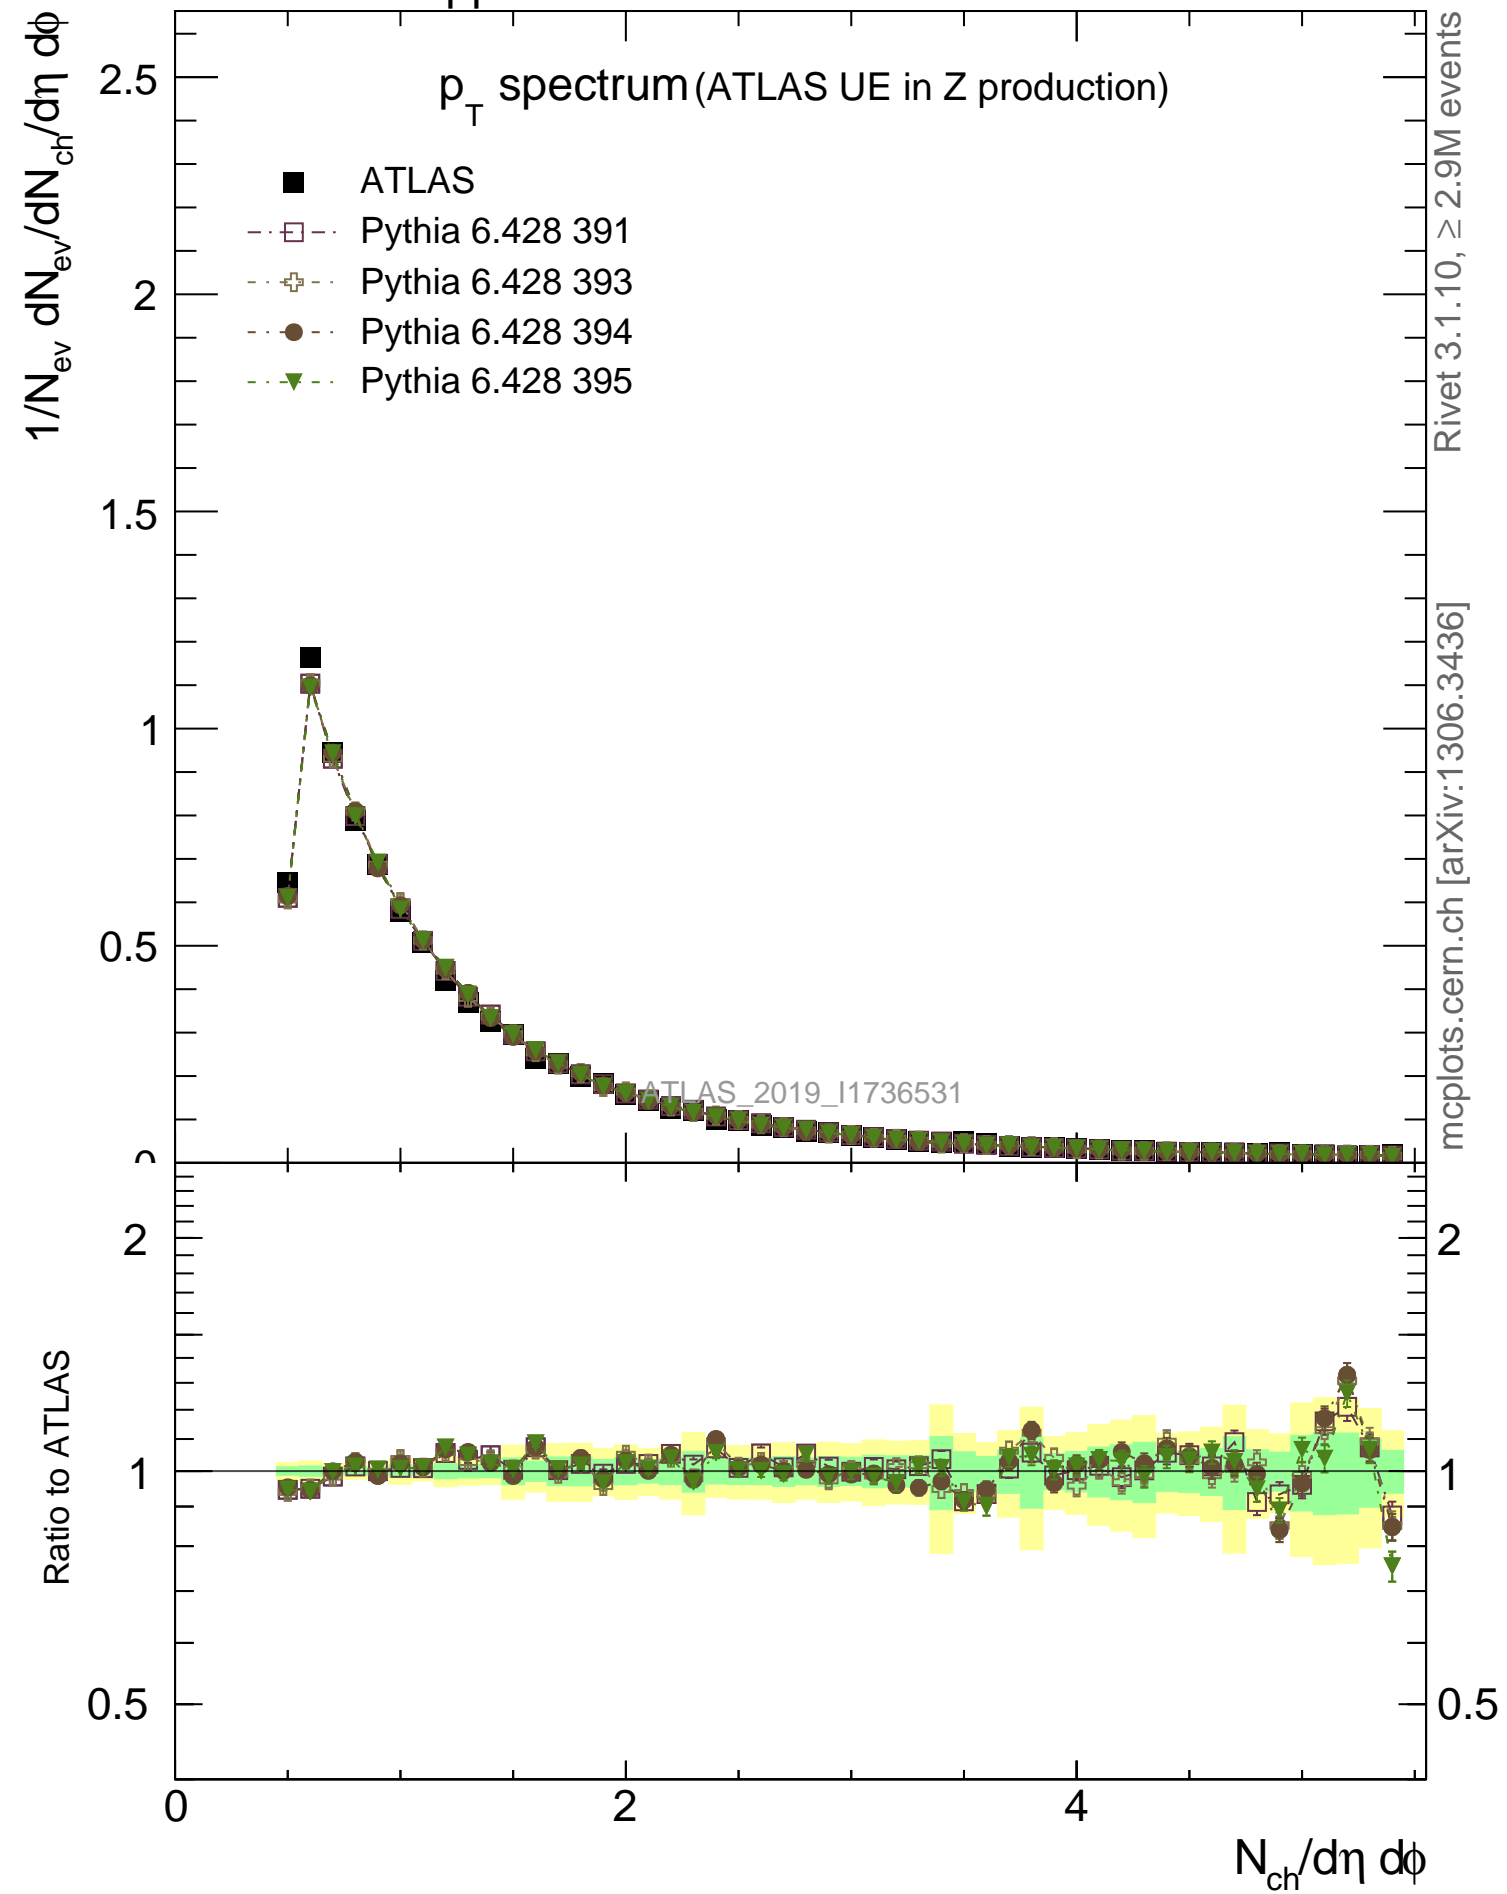 p_T spectrum (ATLAS UE in Z production)
1/N_ev dN_ev/dN_ch/dη dϕ
ATLAS
Pythia 6.428 391
Pythia 6.428 393
Pythia 6.428 394
Pythia 6.428 395
2.5
2
1.5
1
0.5
0
ATLAS_2019_I1736531
Rivet 3.1.10, ≥ 2.9M events
mcplots.cern.ch [arXiv:1306.3436]
Ratio to ATLAS
2
1
0.5
2
1
0.5
0
2
4
N_ch/dη dϕ